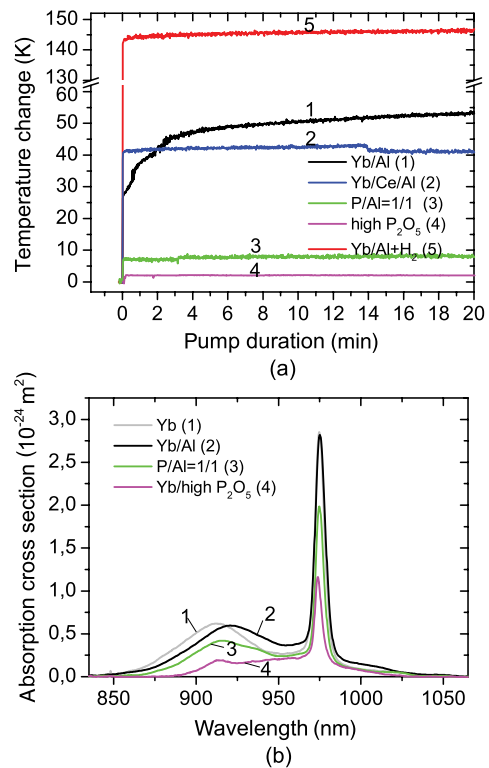 150
140
130
60
50
40
30
20
10
0
Temperature change (K)
5
1
2
3
4
Yb/Al (1)
Yb/Ce/Al (2)
P/Al=1/1 (3)
high P₂O₅ (4)
Yb/Al+H₂ (5)
0 2 4 6 8 10 12 14 16 18 20
Pump duration (min)
(a)
3,0
2,5
2,0
1,5
1,0
0,5
0,0
Absorption cross section (10⁻²⁴ m²)
Yb (1)
Yb/Al (2)
P/Al=1/1 (3)
Yb/high P₂O₅ (4)
1
2
3
4
850 900 950 1000 1050
Wavelength (nm)
(b)